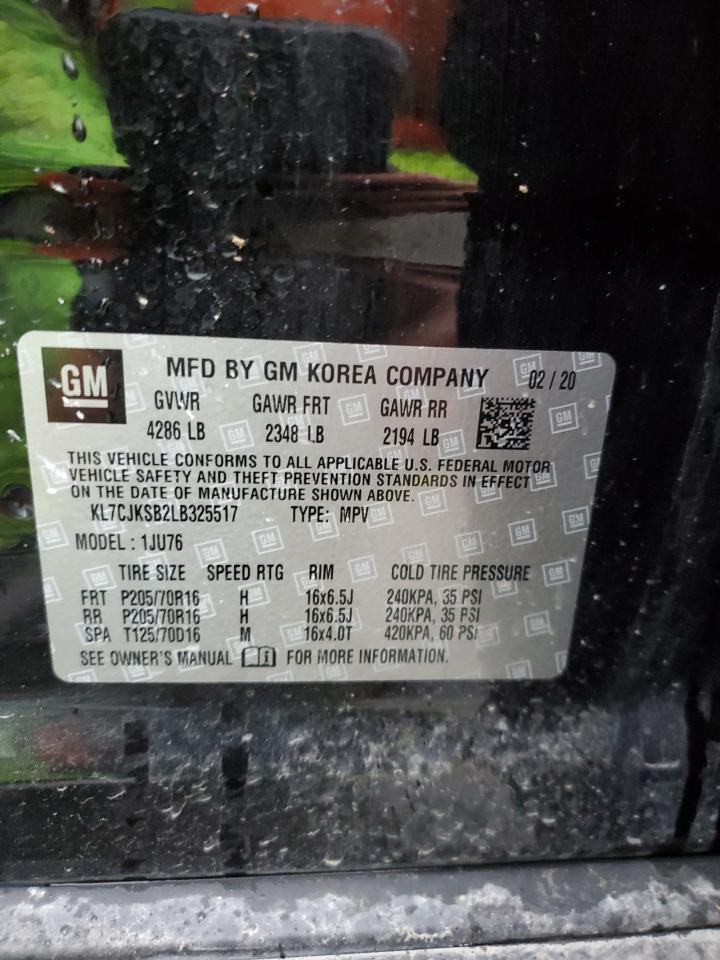 GM
MFD BY GM KOREA COMPANY 02/20
GVWR GAWR FRT GAWR RR
4286 LB 2348 LB 2194 LB
THIS VEHICLE CONFORMS TO ALL APPLICABLE U.S. FEDERAL MOTOR
VEHICLE SAFETY AND THEFT PREVENTION STANDARDS IN EFFECT
ON THE DATE OF MANUFACTURE SHOWN ABOVE.
KL7CJKSB2LB325517 TYPE: MPV
MODEL : 1JU76
TIRE SIZE SPEED RTG RIM COLD TIRE PRESSURE
FRT P205/70R16 H 16x6.5J 240KPA, 35 PSI
RR P205/70R16 H 16x6.5J 240KPA, 35 PSI
SPA T125/70D16 M 16x4.0T 420KPA, 60 PSI
SEE OWNER'S MANUAL FOR MORE INFORMATION.